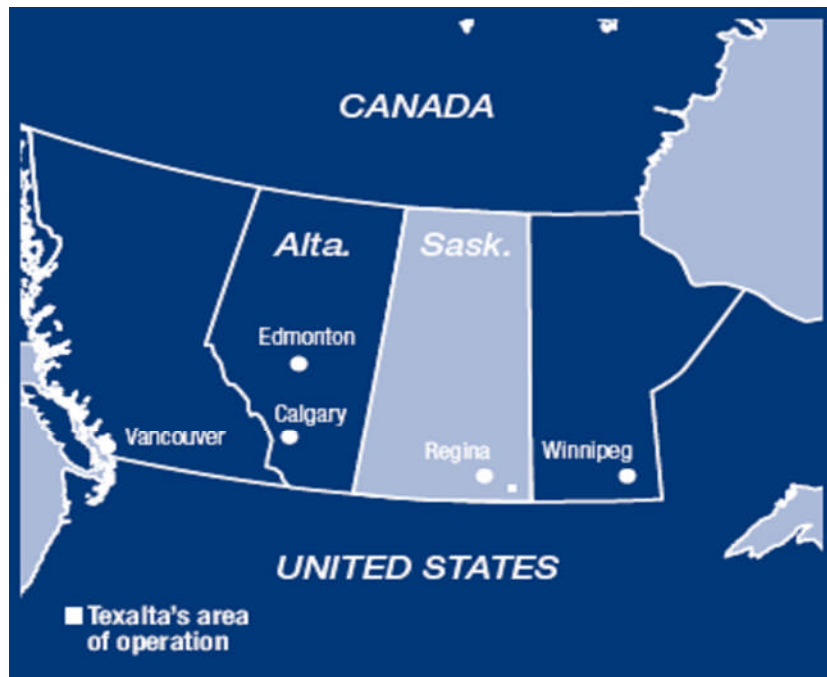 CANADA
Alta.
Sask.
Edmonton
Calgary
Vancouver
Regina
Winnipeg
UNITED STATES
Texalta's area
of operation